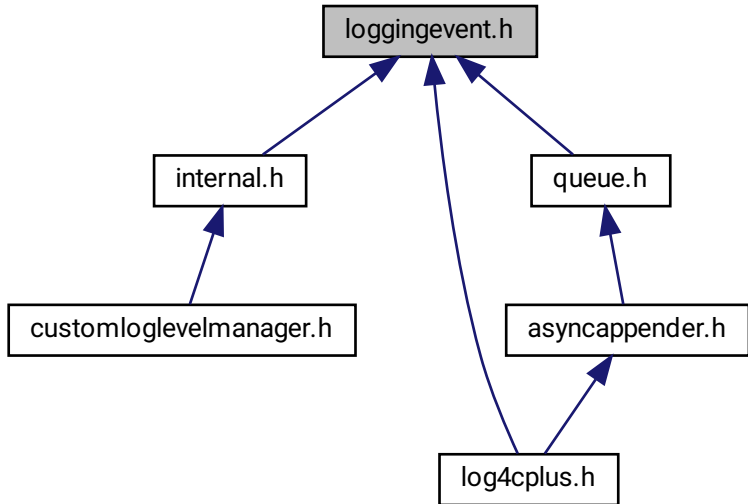 loggingevent.h
internal.h
queue.h
customloglevelmanager.h
asyncappender.h
log4cplus.h